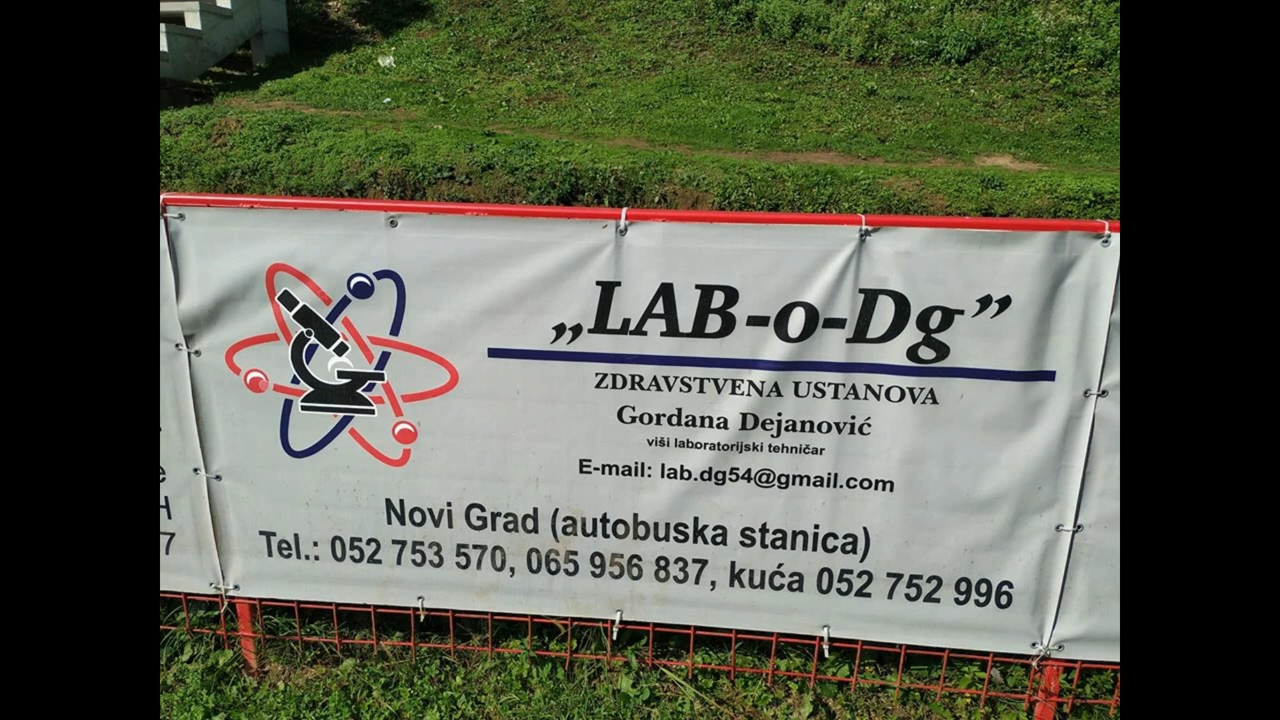 „LAB-o-Dg”
ZDRAVSTVENA USTANOVA
Gordana Dejanović
viši laboratorijski tehničar
E-mail: lab.dg54@gmail.com
Novi Grad (autobuska stanica)
Tel.: 052 753 570, 065 956 837, kuća 052 752 996